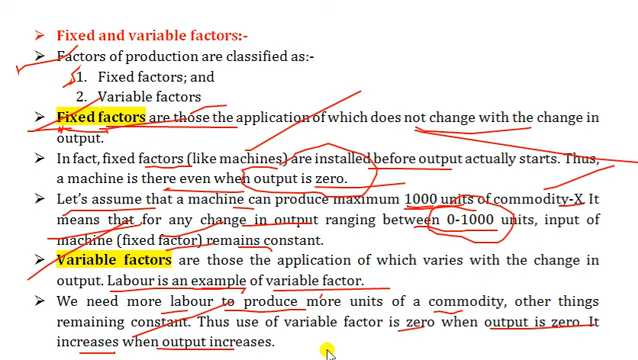 Fixed and variable factors:-
Factors of production are classified as:-
1. Fixed factors; and
2. Variable factors
Fixed factors are those the application of which does not change with the change in
output.
In fact, fixed factors (like machines) are installed before output actually starts. Thus,
a machine is there even when output is zero.
Let's assume that a machine can produce maximum 1000 units of commodity-X. It
means that for any change in output ranging between 0-1000 units, input of
machine (fixed factor) remains constant.
Variable factors are those the application of which varies with the change in
output. Labour is an example of variable factor.
We need more labour to produce more units of a commodity, other things
remaining constant. Thus use of variable factor is zero when output is zero It
increases when output increases.